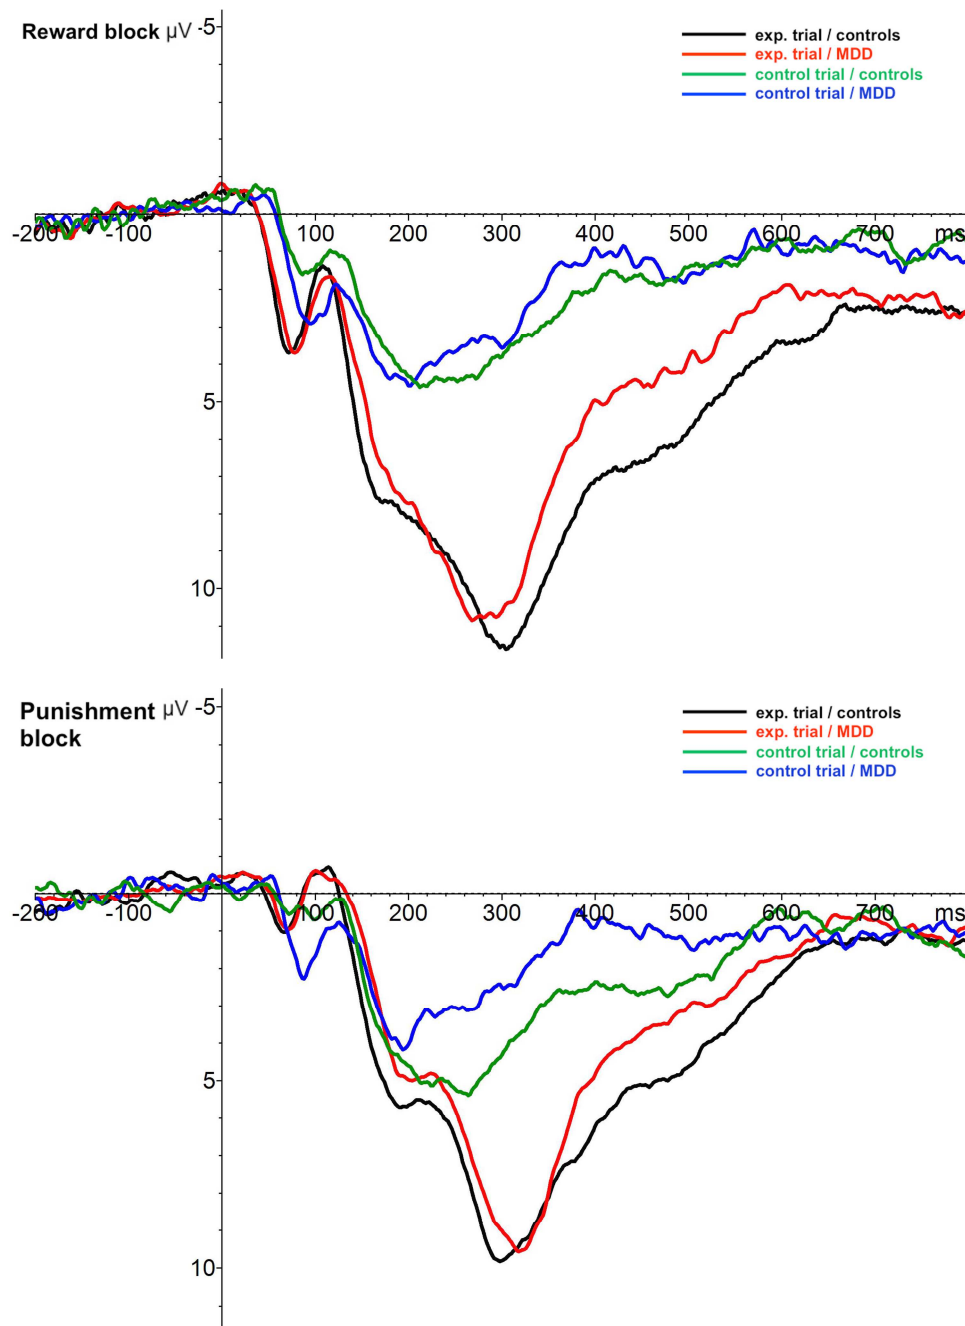 Reward block µV -5
exp. trial / controls
exp. trial / MDD
control trial / controls
control trial / MDD
-200 -100 100 200 300 400 500 600 700 ms
5
10
Punishment µV -5
block
exp. trial / controls
exp. trial / MDD
control trial / controls
control trial / MDD
-200 -100 100 200 300 400 500 600 700 ms
5
10